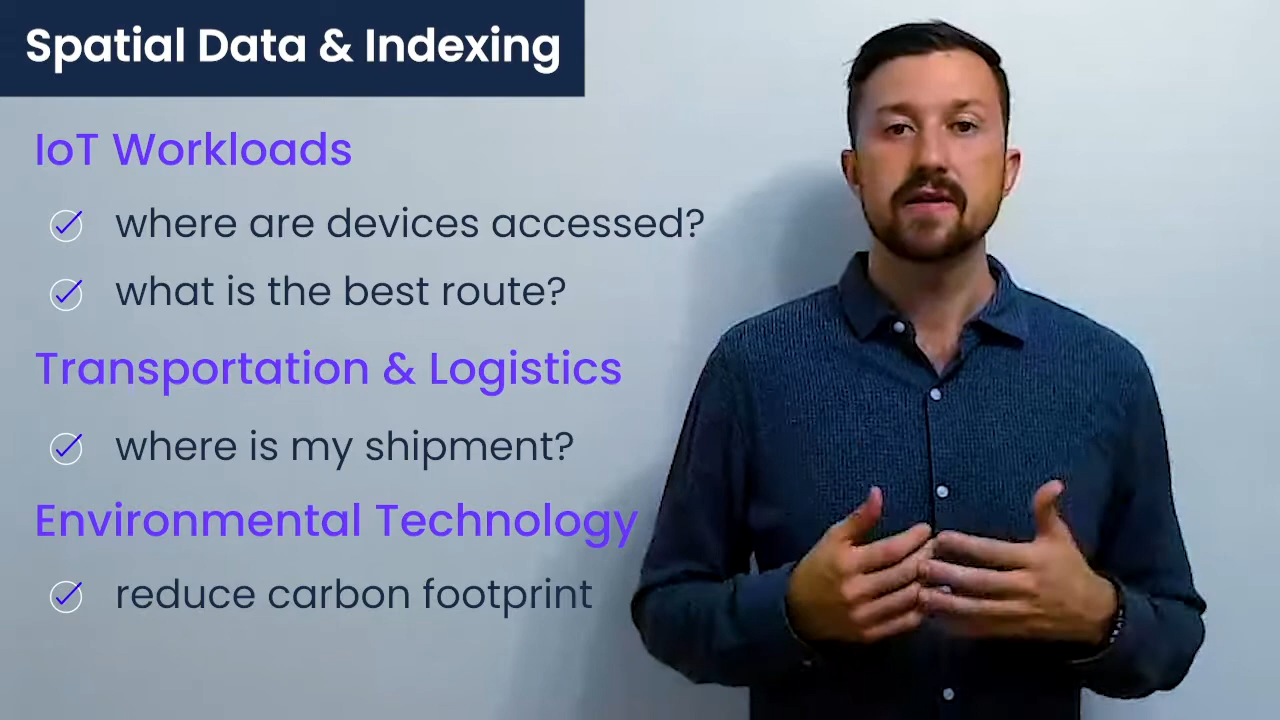 Spatial Data & Indexing
IoT Workloads
where are devices accessed?
what is the best route?
Transportation & Logistics
where is my shipment?
Environmental Technology
reduce carbon footprint